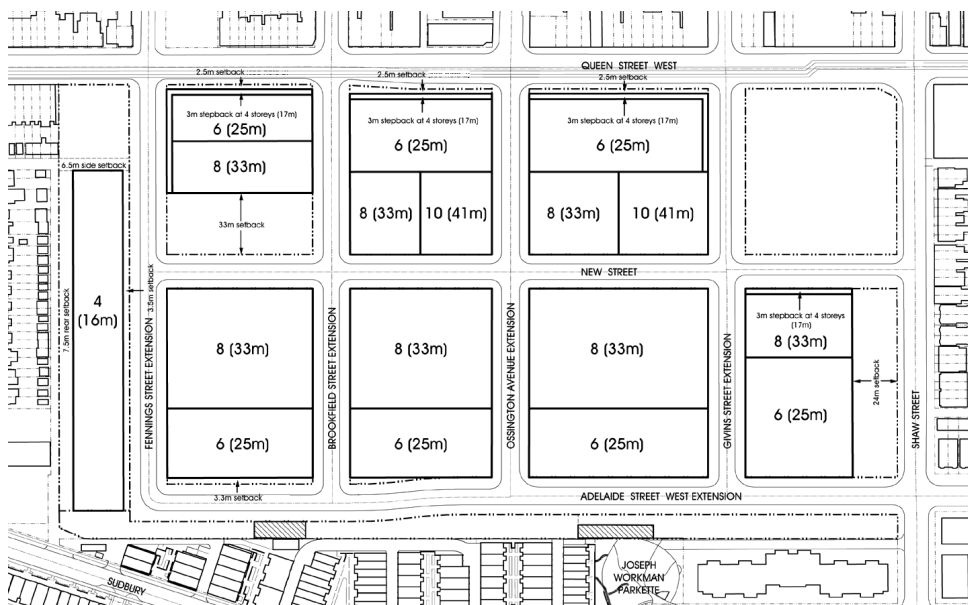 QUEEN STREET WEST
2.5m setback
2.5m setback
2.5m setback
3m stepback at 4 storeys (17m)
6 (25m)
8 (33m)
33m setback
3m stepback at 4 storeys (17m)
6 (25m)
8 (33m)
10 (41m)
3m stepback at 4 storeys (17m)
6 (25m)
8 (33m)
10 (41m)
6.5m side setback
4
(16m)
7.5m rear setback
3.5m setback
NEW STREET
FENNINGS STREET EXTENSION
BROOKFIELD STREET EXTENSION
OSSINGTON AVENUE EXTENSION
GIVINS STREET EXTENSION
SHAW STREET
8 (33m)
6 (25m)
3.3m setback
8 (33m)
6 (25m)
8 (33m)
6 (25m)
3m stepback at 4 storeys
(17m)
8 (33m)
6 (25m)
24m setback
ADELAIDE STREET WEST EXTENSION
SUDBURY
JOSEPH
WORKMAN
PARKETTE